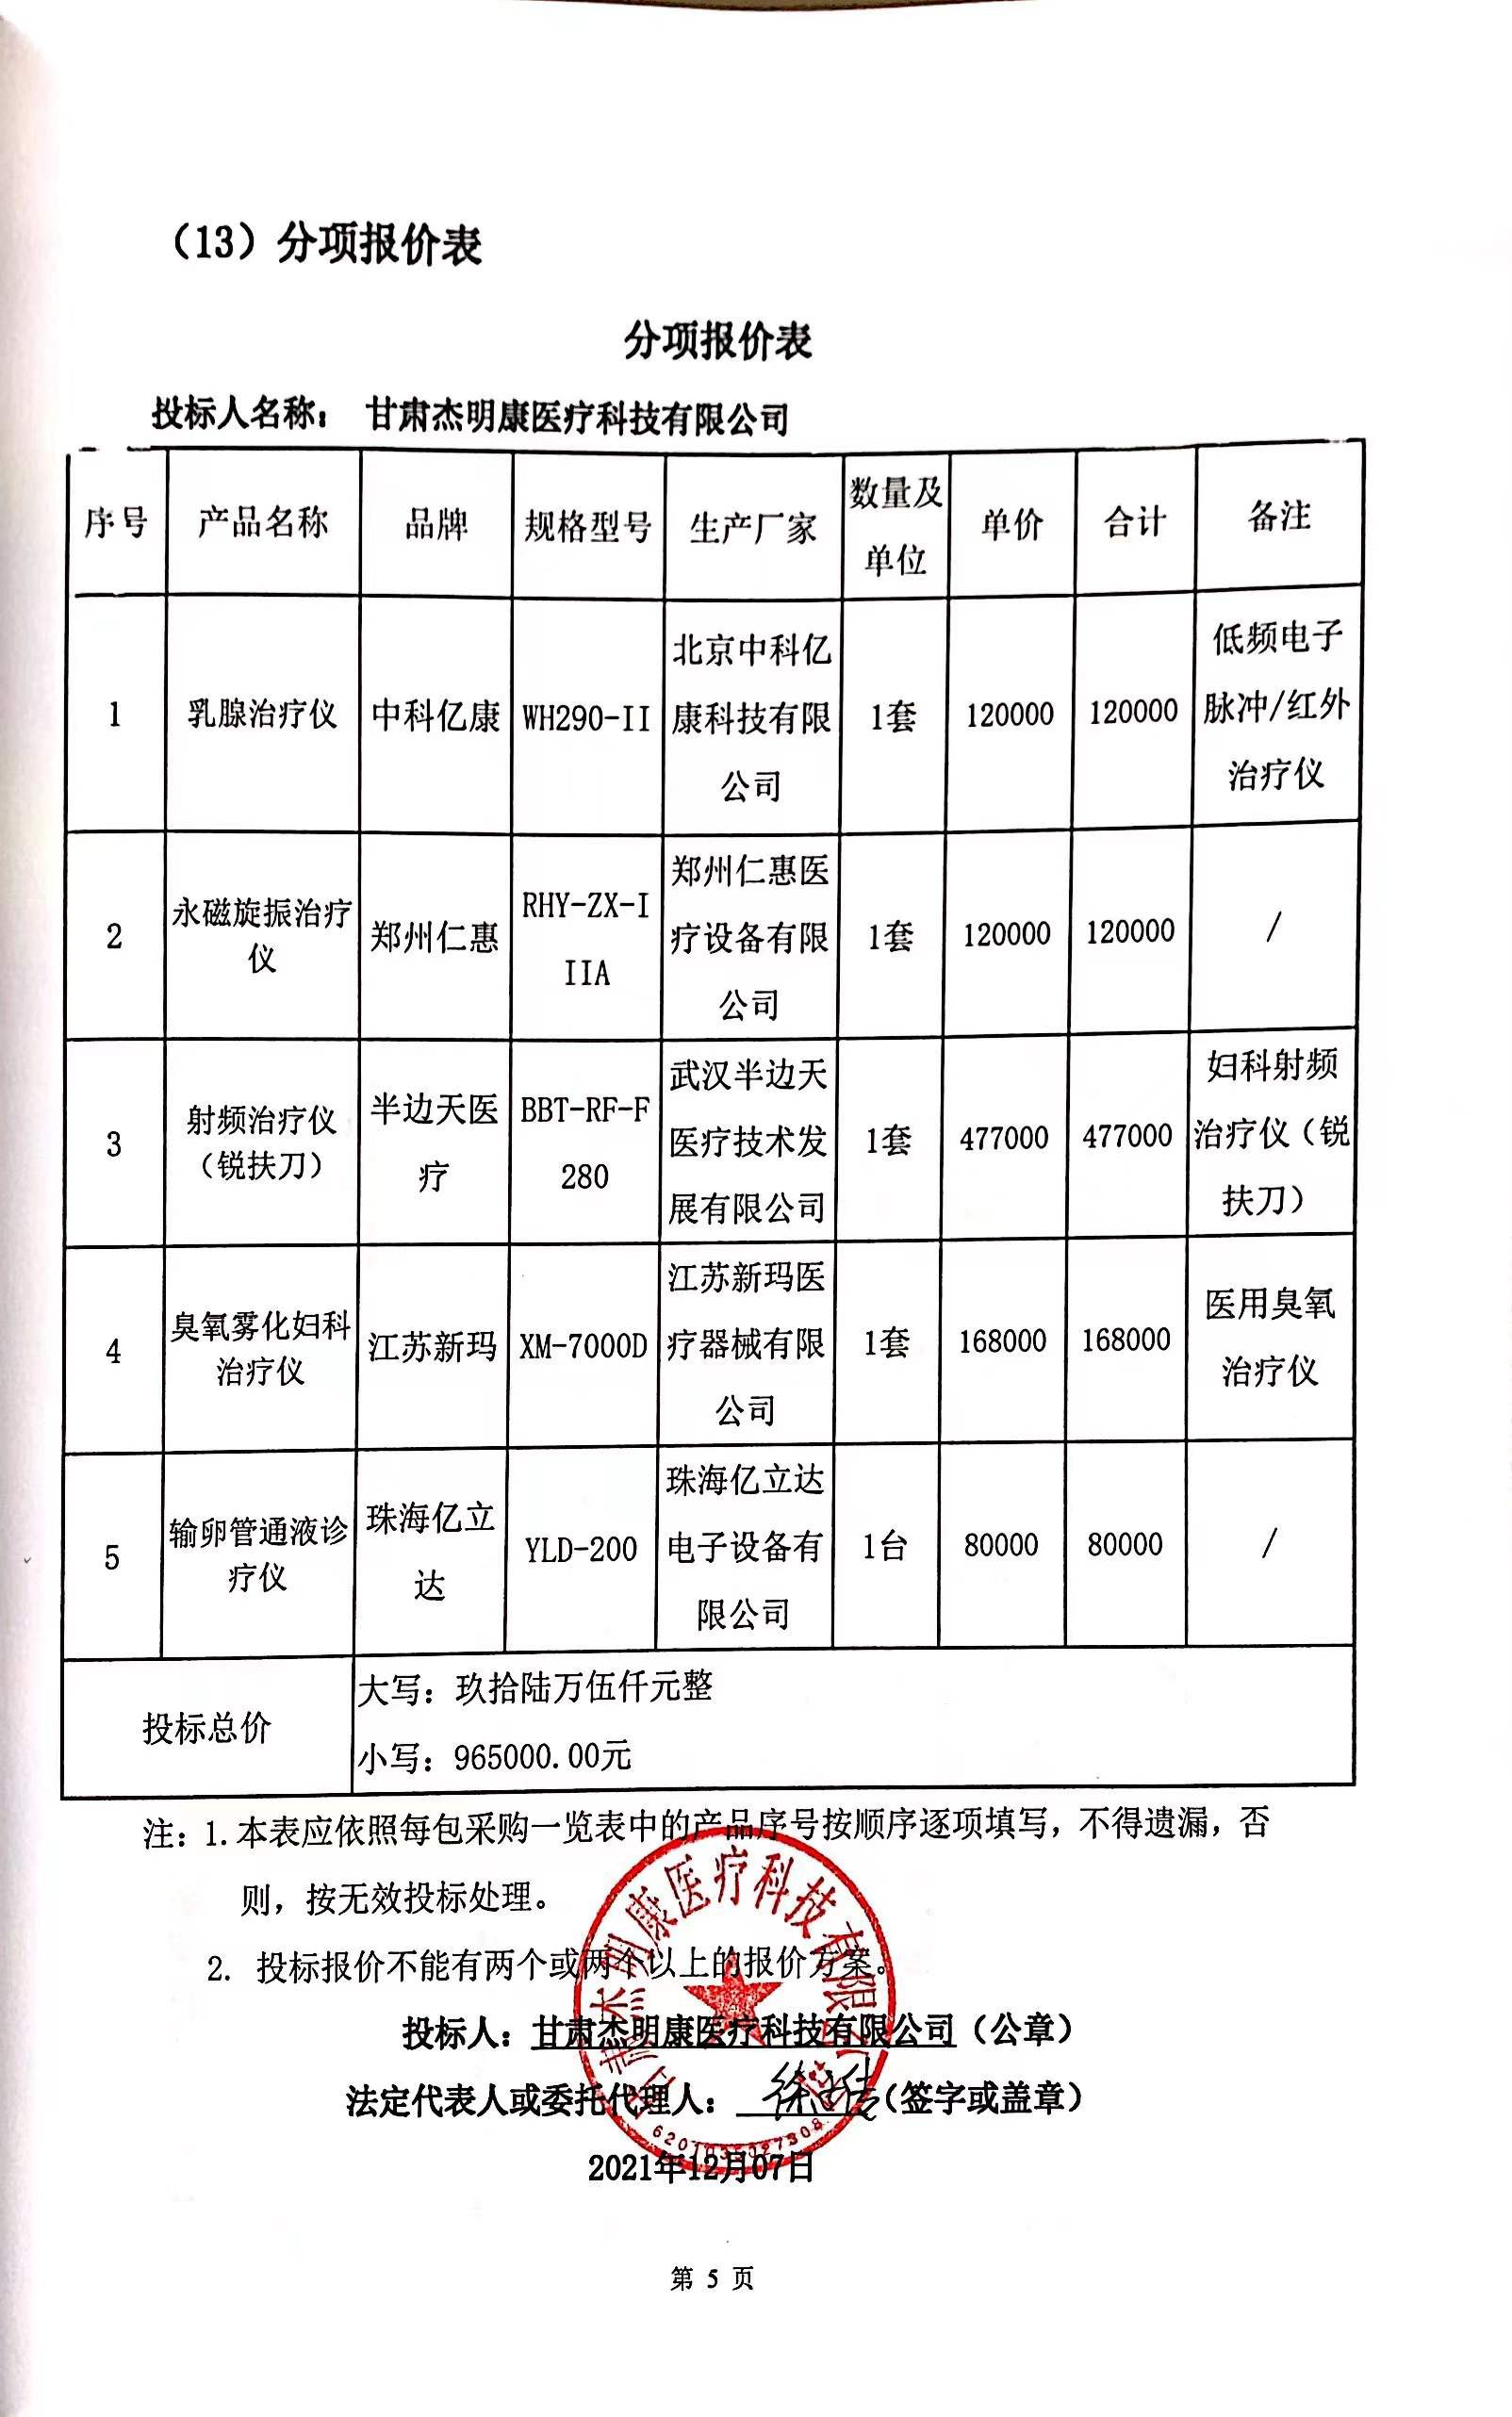 （13）分项报价表
分项报价表
投标人名称： 甘肃杰明康医疗科技有限公司
序号 产品名称 品牌 规格型号 生产厂家 数量及单位 单价 合计 备注
1 乳腺治疗仪 中科亿康 WH290-II 北京中科亿康科技有限公司 1套 120000 120000 低频电子脉冲/红外治疗仪
2 永磁旋振治疗仪 郑州仁惠 RHY-ZX-IIIA 郑州仁惠医疗设备有限公司 1套 120000 120000 /
3 射频治疗仪（锐扶刀） 半边天医疗 BBT-RF-F280 武汉半边天医疗技术发展有限公司 1套 477000 477000 妇科射频治疗仪（锐扶刀）
4 臭氧雾化妇科治疗仪 江苏新玛 XM-7000D 江苏新玛医疗器械有限公司 1套 168000 168000 医用臭氧治疗仪
5 输卵管通液诊疗仪 珠海亿立达 YLD-200 珠海亿立达电子设备有限公司 1台 80000 80000 /
投标总价 大写：玖拾陆万伍仟元整
小写：965000.00元
注：1.本表应依照每包采购一览表中的产品序号按顺序逐项填写，不得遗漏，否
则，按无效投标处理。
2. 投标报价不能有两个或两个以上的报价方案。
甘肃杰明康医疗科技有限公司
投标人：甘肃杰明康医疗科技有限公司（公章）
法定代表人或委托代理人：（签字或盖章）
2021年12月07日
第 5 页